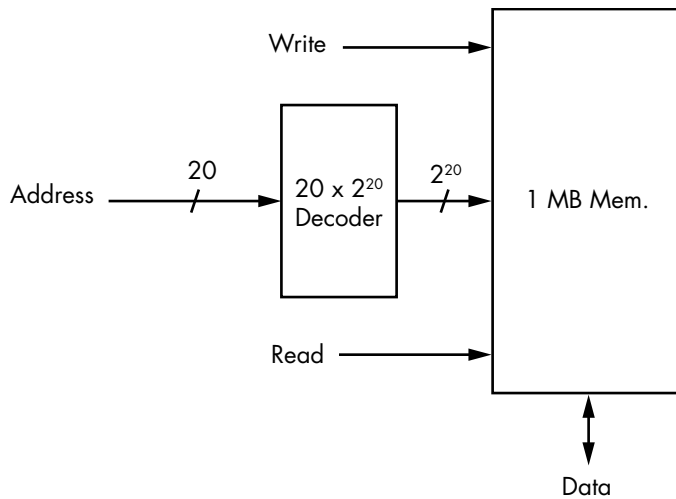 Write
20
Address
20 x 2²⁰
Decoder
2²⁰
1 MB Mem.
Read
Data